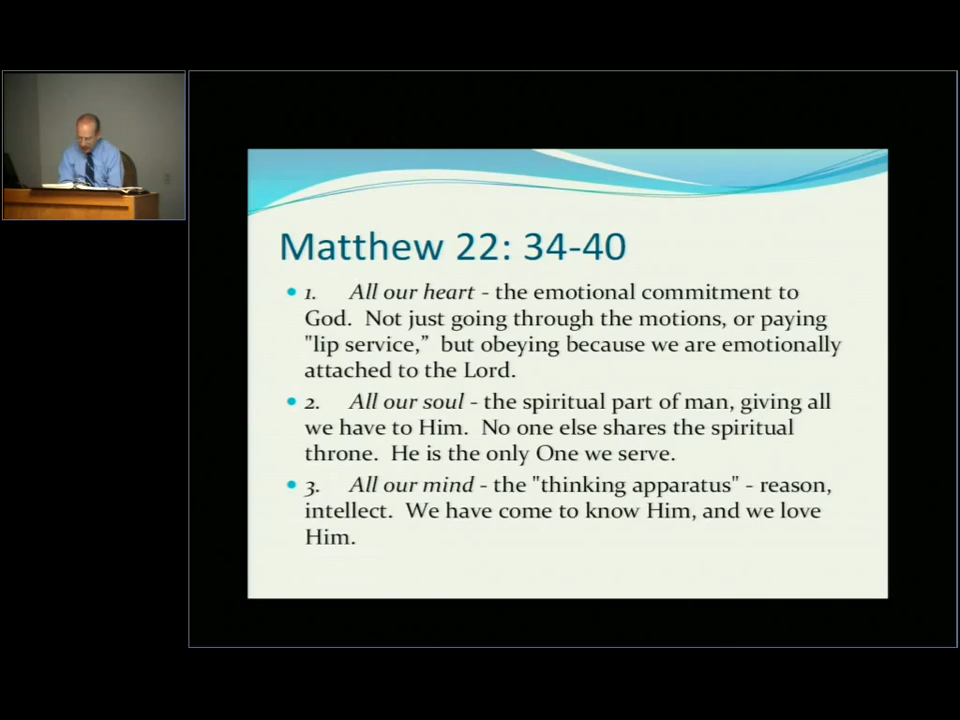 Matthew 22: 34-40
• 1. All our heart - the emotional commitment to
God. Not just going through the motions, or paying
"lip service,” but obeying because we are emotionally
attached to the Lord.
• 2. All our soul - the spiritual part of man, giving all
we have to Him. No one else shares the spiritual
throne. He is the only One we serve.
• 3. All our mind - the "thinking apparatus" - reason,
intellect. We have come to know Him, and we love
Him.